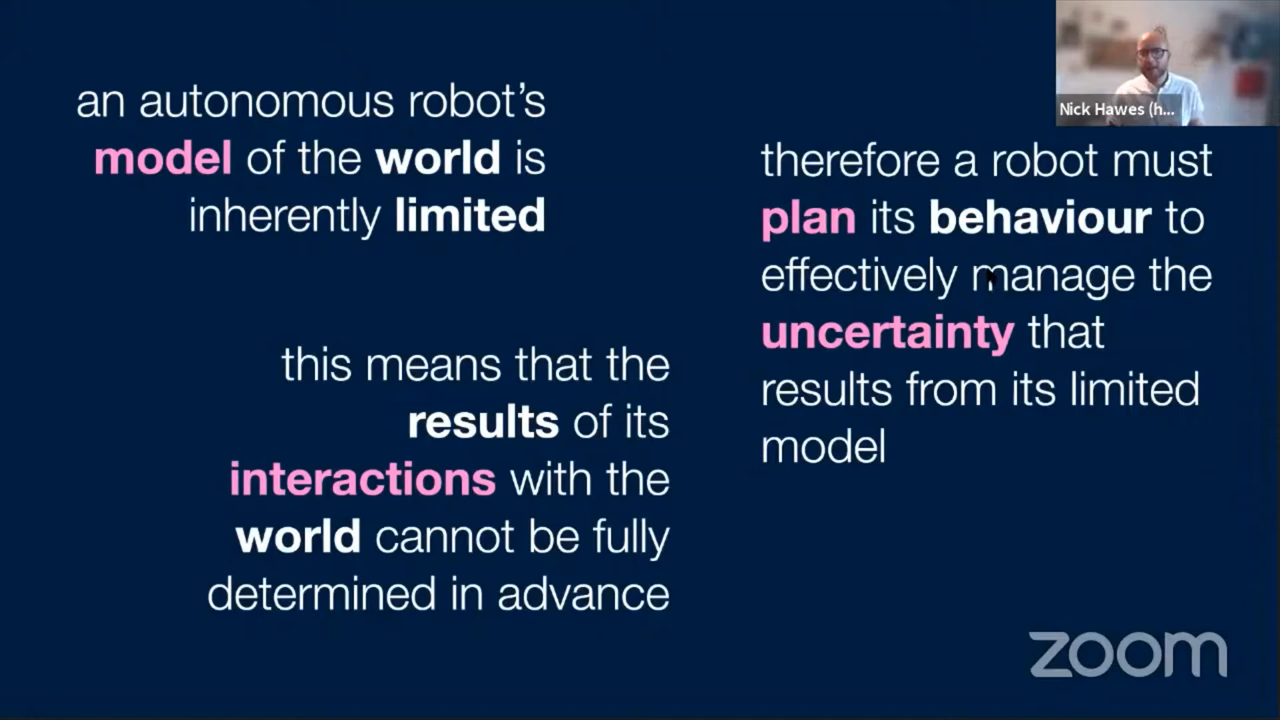 an autonomous robot's
model of the world is
inherently limited
this means that the
results of its
interactions with the
world cannot be fully
determined in advance
therefore a robot must
plan its behaviour to
effectively manage the
uncertainty that
results from its limited
model
Nick Hawes (h...
zoom